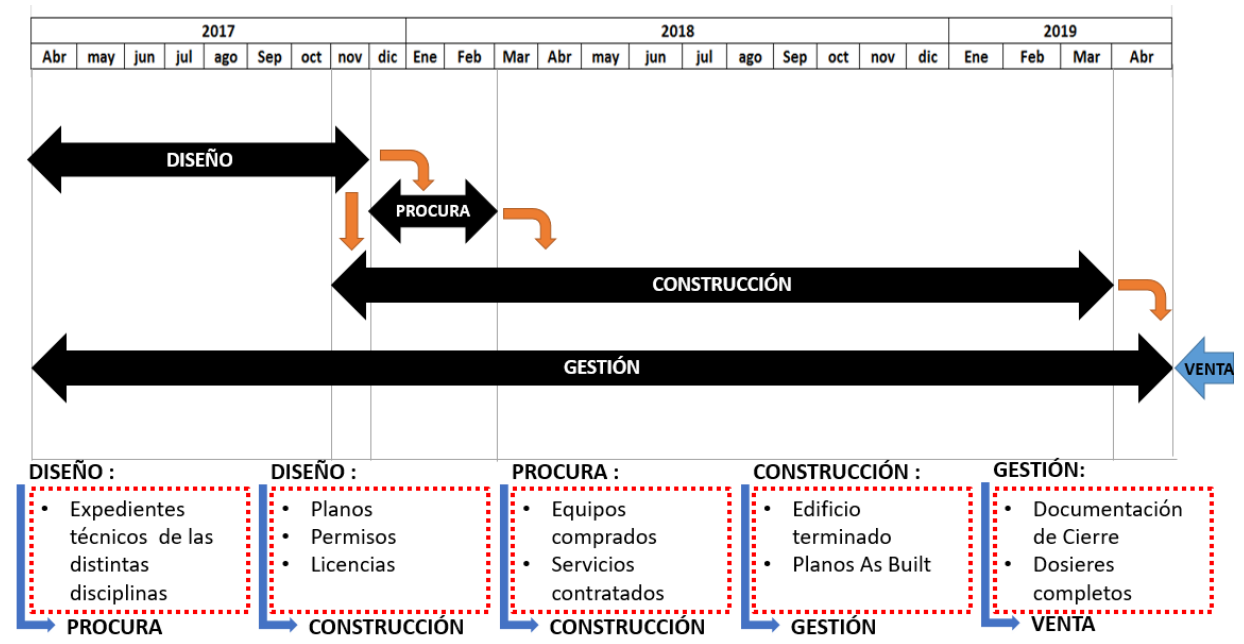 2017 2018 2019
Abr may jun jul ago Sep oct nov dic Ene Feb Mar Abr may jun jul ago Sep oct nov dic Ene Feb Mar Abr
DISEÑO
PROCURA
CONSTRUCCIÓN
GESTIÓN
VENTA
DISEÑO :
• Expedientes
técnicos de las
distintas
disciplinas
PROCURA
DISEÑO :
• Planos
• Permisos
• Licencias
CONSTRUCCIÓN
PROCURA :
• Equipos
comprados
• Servicios
contratados
CONSTRUCCIÓN
CONSTRUCCIÓN :
• Edificio
terminado
• Planos As Built
GESTIÓN
GESTIÓN:
• Documentación
de Cierre
• Dosieres
completos
VENTA